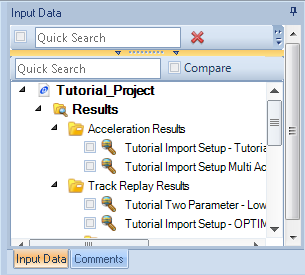 Input Data
Quick Search
Quick Search
Compare
Tutorial_Project
Results
Acceleration Results
Tutorial Import Setup - Tutoria
Tutorial Import Setup Multi Ac
Track Replay Results
Tutorial Two Parameter - Low
Tutorial Import Setup - OPTIM
Input Data Comments